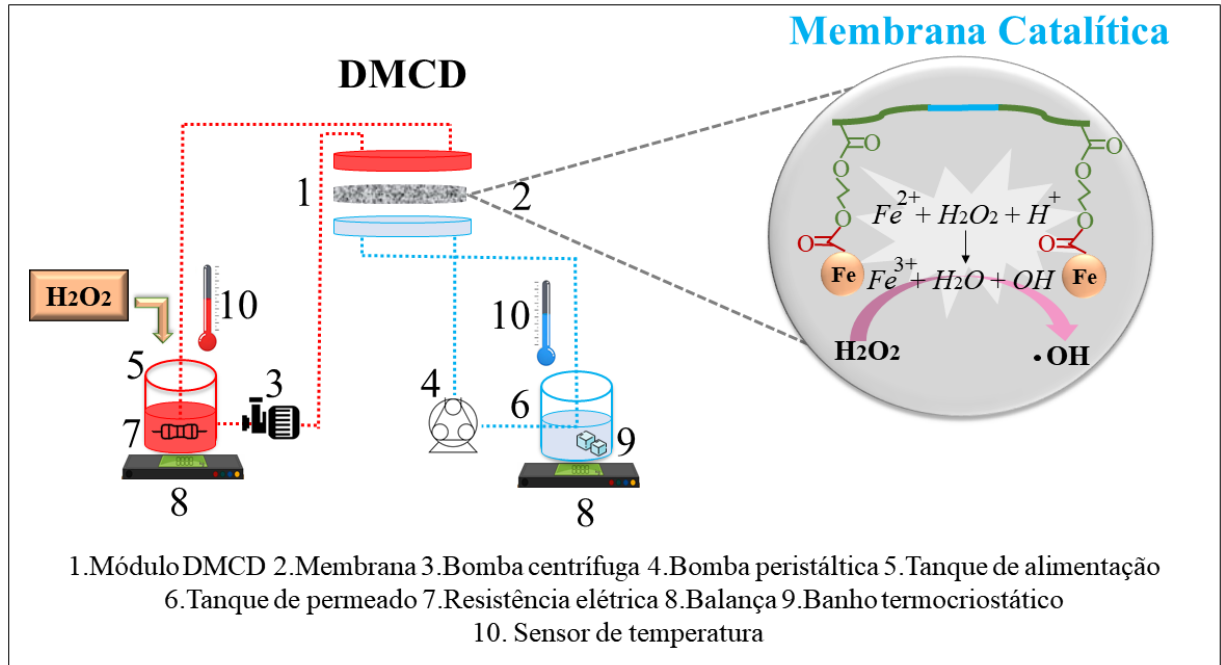 Membrana Catalítica
DMCD
1
2
H2O2
10
5
3
7
8
4
10
6
9
8
O
O
O
O
O
O
O
O
Fe²⁺ + H2O2 + H⁺
Fe³⁺ + H2O + OH
Fe
Fe
H2O2
·OH
1.Módulo DMCD 2.Membrana 3.Bomba centrífuga 4.Bomba peristáltica 5.Tanque de alimentação
6.Tanque de permeado 7.Resistência elétrica 8.Balança 9.Banho termocriostático
10. Sensor de temperatura